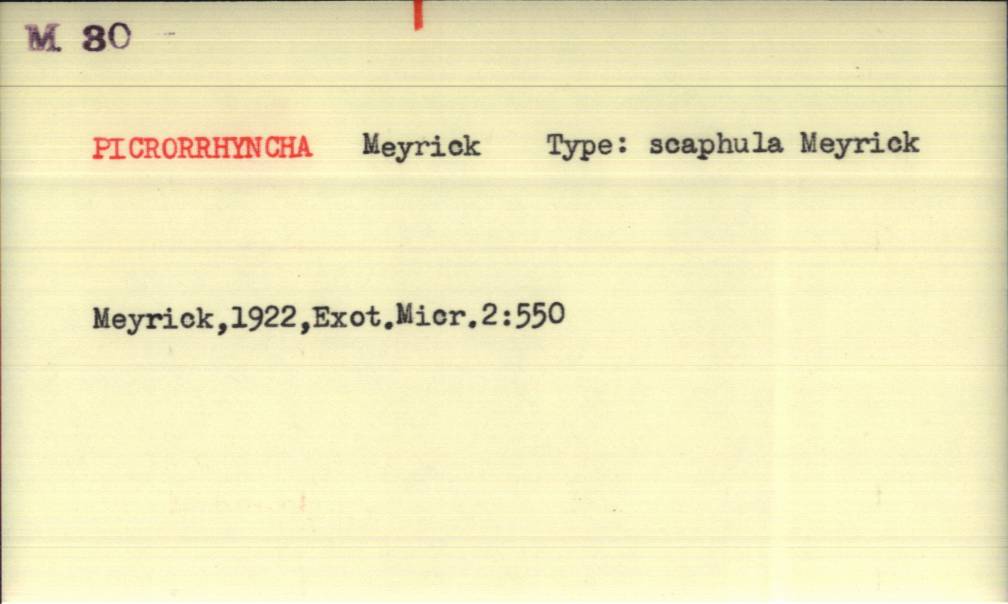 M. 80
PICRORRHYNCHA Meyrick Type: scaphula Meyrick
Meyrick,1922,Exot.Micr.2:550